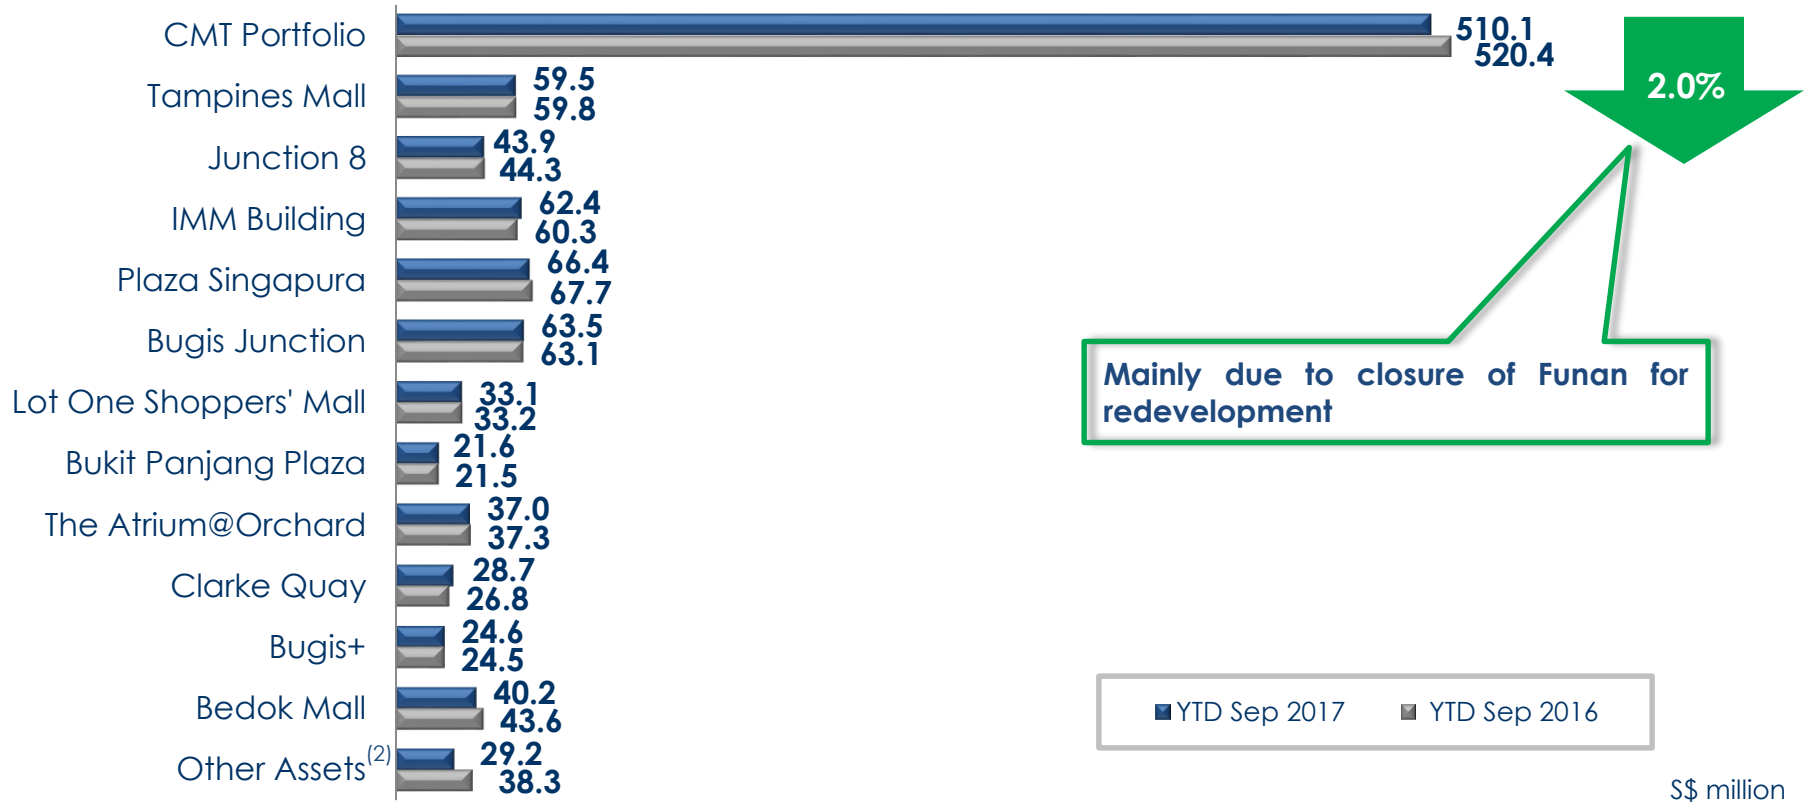 CMT Portfolio
510.1
520.4
2.0%
Tampines Mall
59.5
59.8
Junction 8
43.9
44.3
IMM Building
62.4
60.3
Plaza Singapura
66.4
67.7
Bugis Junction
63.5
63.1
Mainly due to closure of Funan for
redevelopment
Lot One Shoppers' Mall
33.1
33.2
Bukit Panjang Plaza
21.6
21.5
The Atrium@Orchard
37.0
37.3
Clarke Quay
28.7
26.8
Bugis+
24.6
24.5
Bedok Mall
40.2
43.6
YTD Sep 2017 YTD Sep 2016
Other Assets(2)
29.2
38.3
S$ million